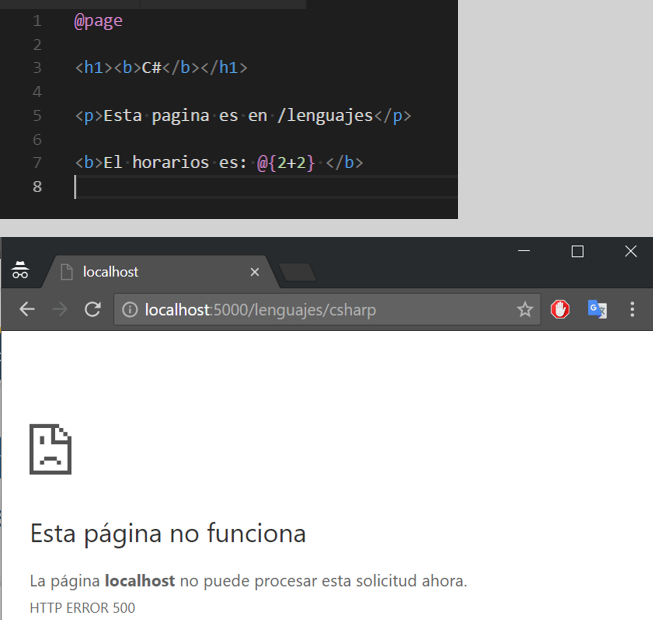 1 @page
2
3 <h1><b>C#</b></h1>
4
5 <p>Esta pagina es en /lenguajes</p>
6
7 <b>El horarios es: @{2+2} </b>
8
localhost
localhost:5000/lenguajes/csharp
Esta página no funciona
La página localhost no puede procesar esta solicitud ahora.
HTTP ERROR 500